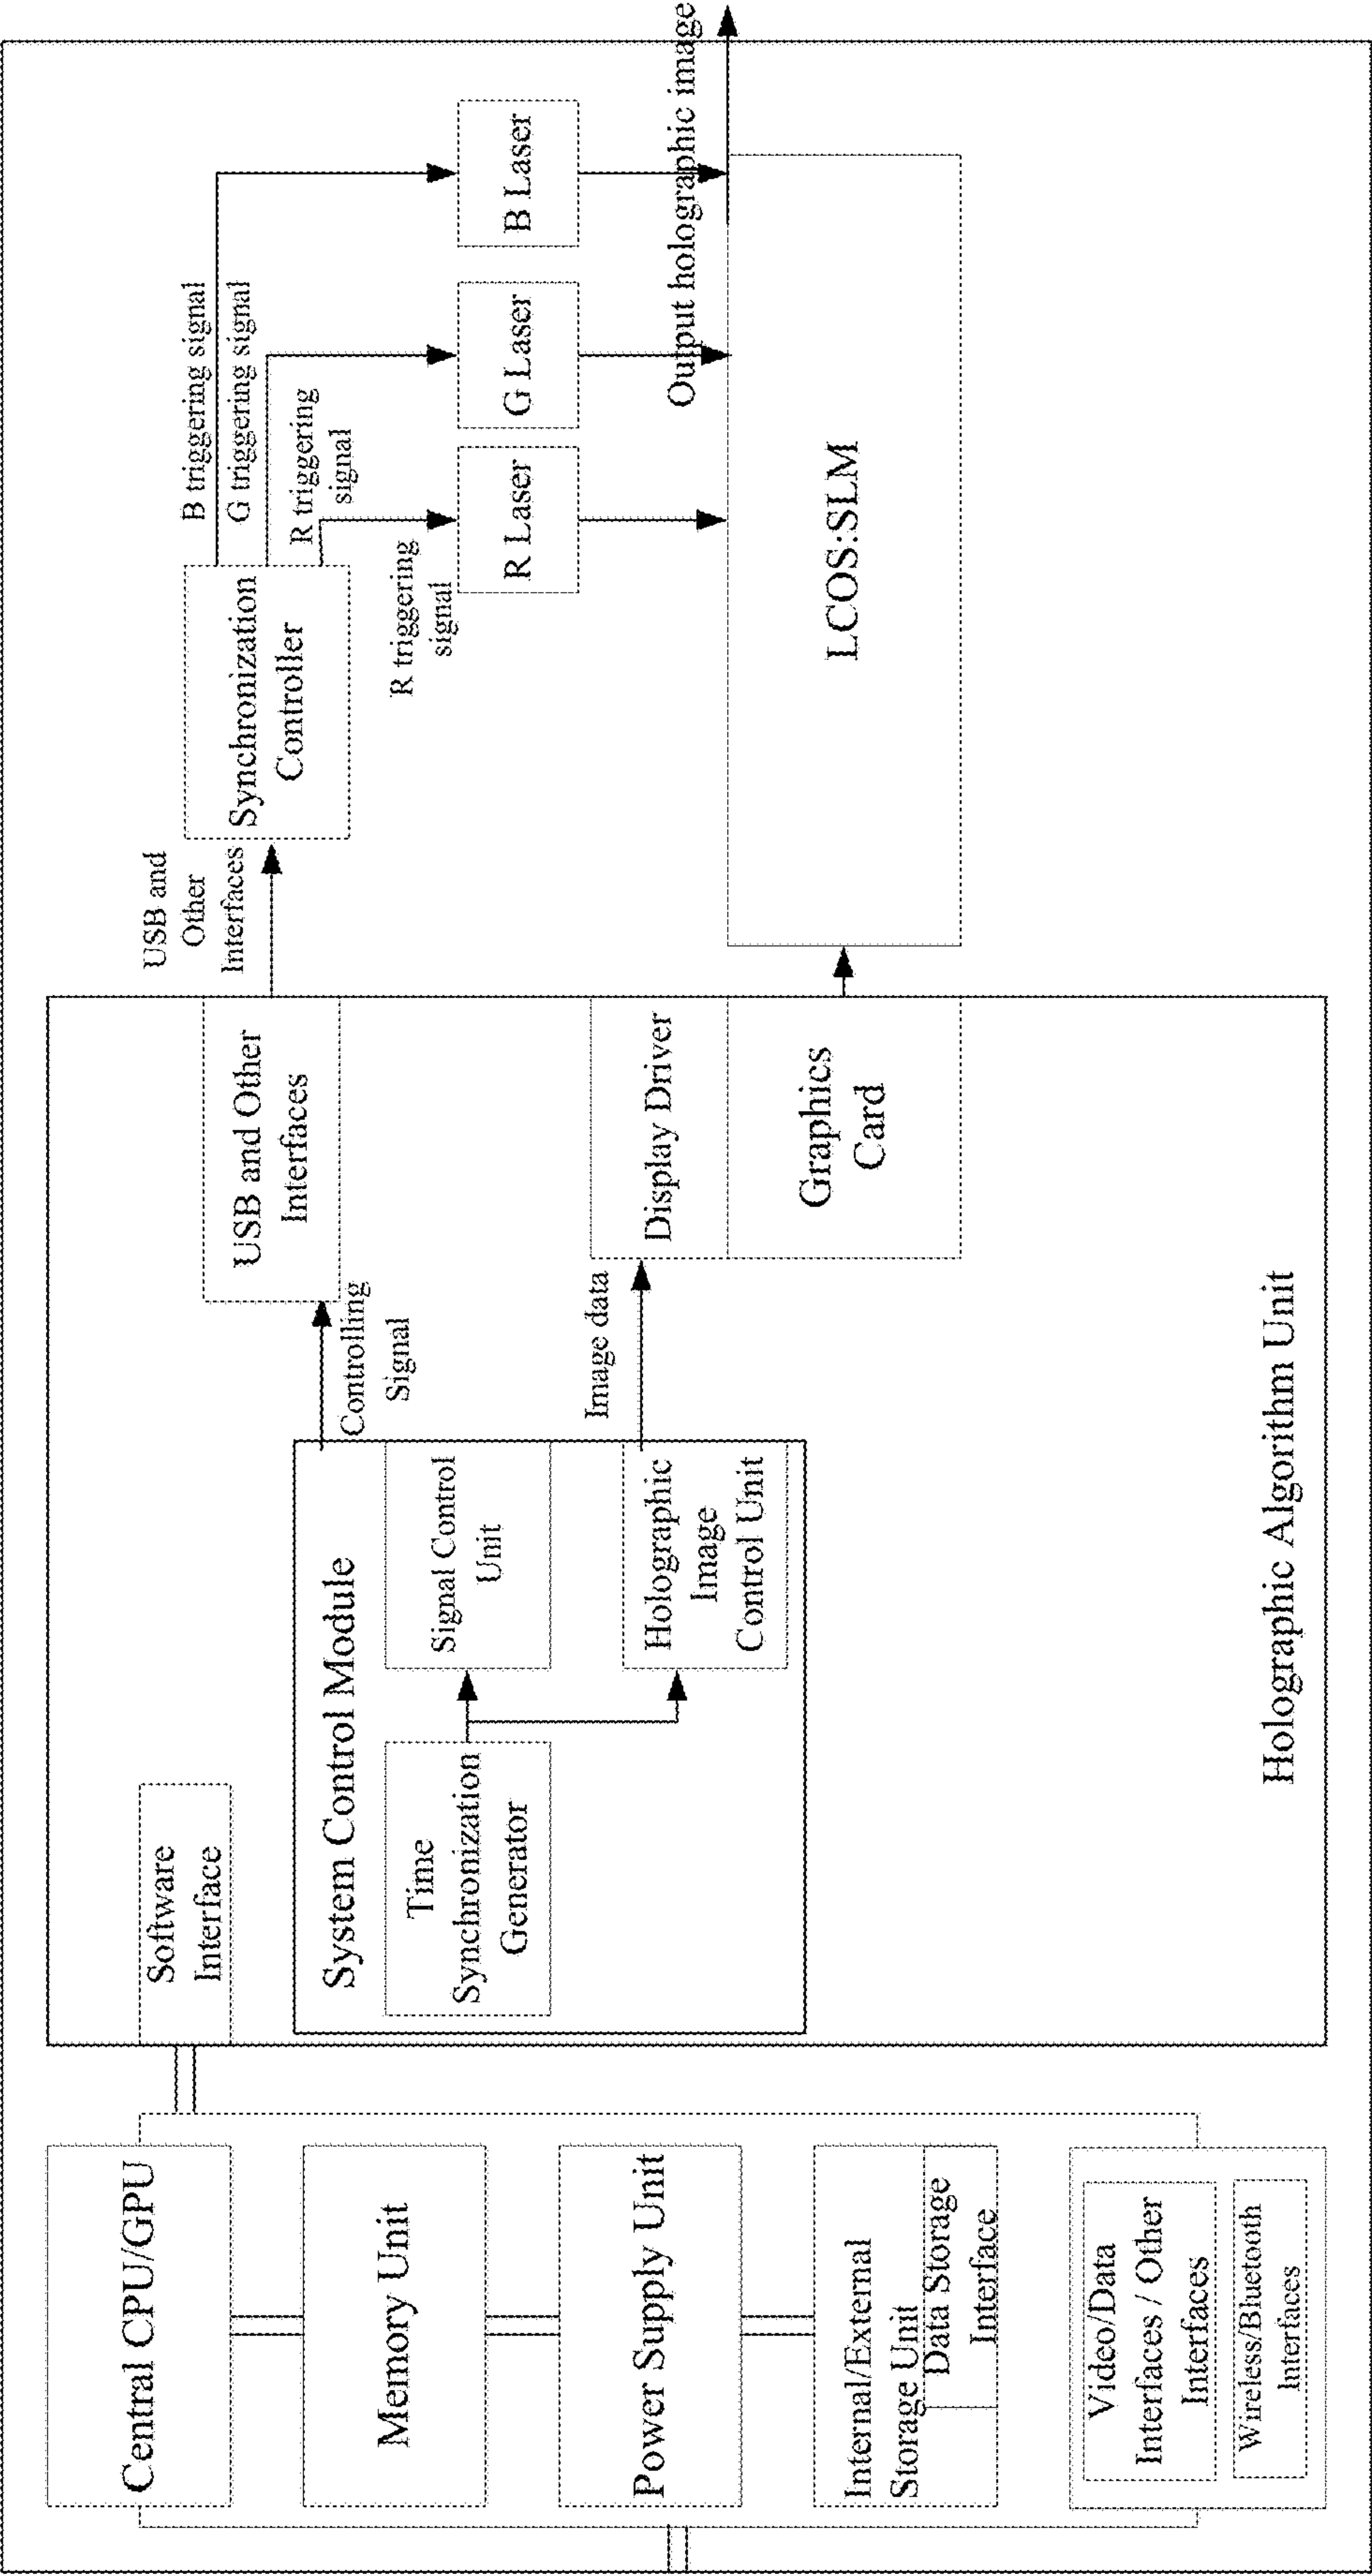 Central CPU/GPU
Memory Unit
Power Supply Unit
Internal/External
Storage Unit
Data Storage
Interface
Video/Data
Interfaces / Other
Interfaces
Wireless/Bluetooth
Interfaces
Software
Interface
System Control Module
Time
Synchronization
Generator
Signal Control
Unit
Holographic
Image
Control Unit
Controlling
Signal
Image data
USB and Other
Interfaces
Display Driver
Graphics
Card
Holographic Algorithm Unit
USB and
Other
Interfaces
Synchronization
Controller
B triggering signal
G triggering signal
R triggering
signal
R triggering
signal
R Laser
G Laser
B Laser
Output holographic image
LCOS:SLM